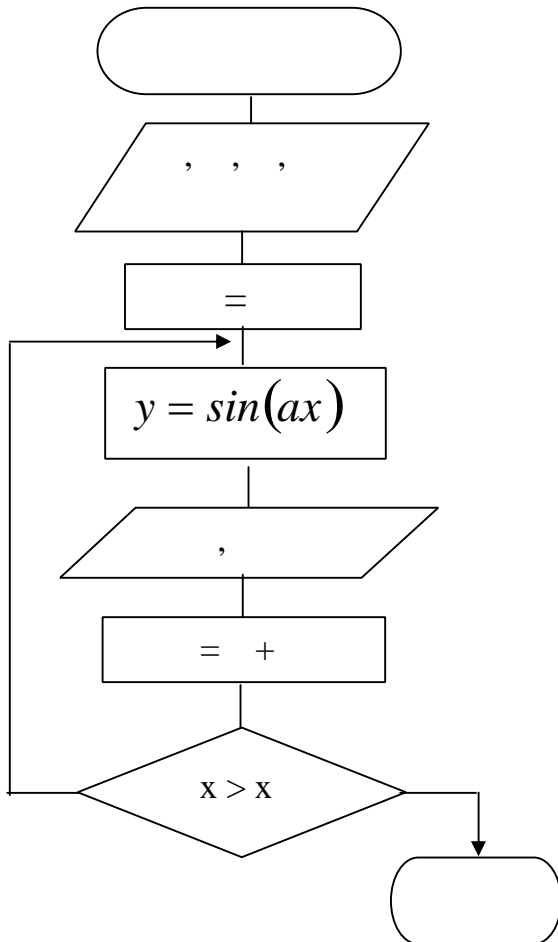 , , ,
=
y = sin(ax)
,
= +
x > x